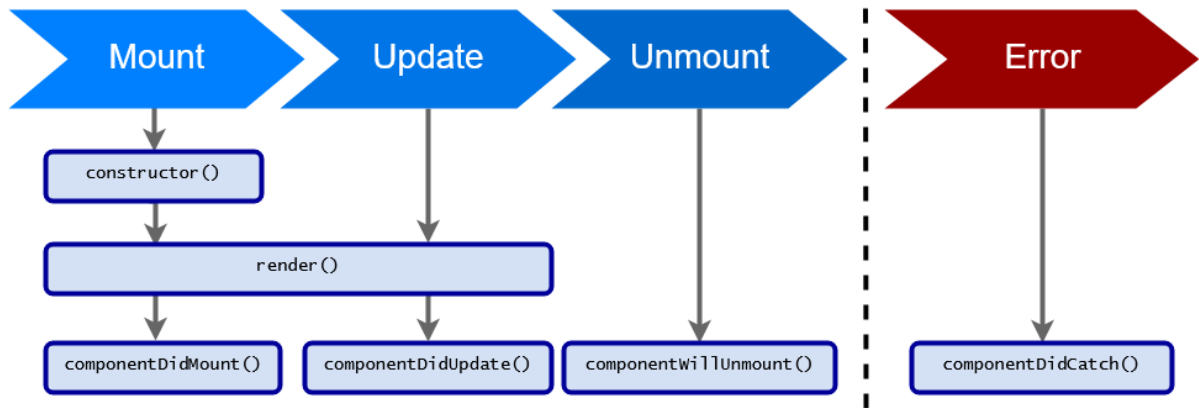 Mount
Update
Unmount
Error
constructor()
render()
componentDidMount()
componentDidUpdate()
componentWillUnmount()
componentDidCatch()